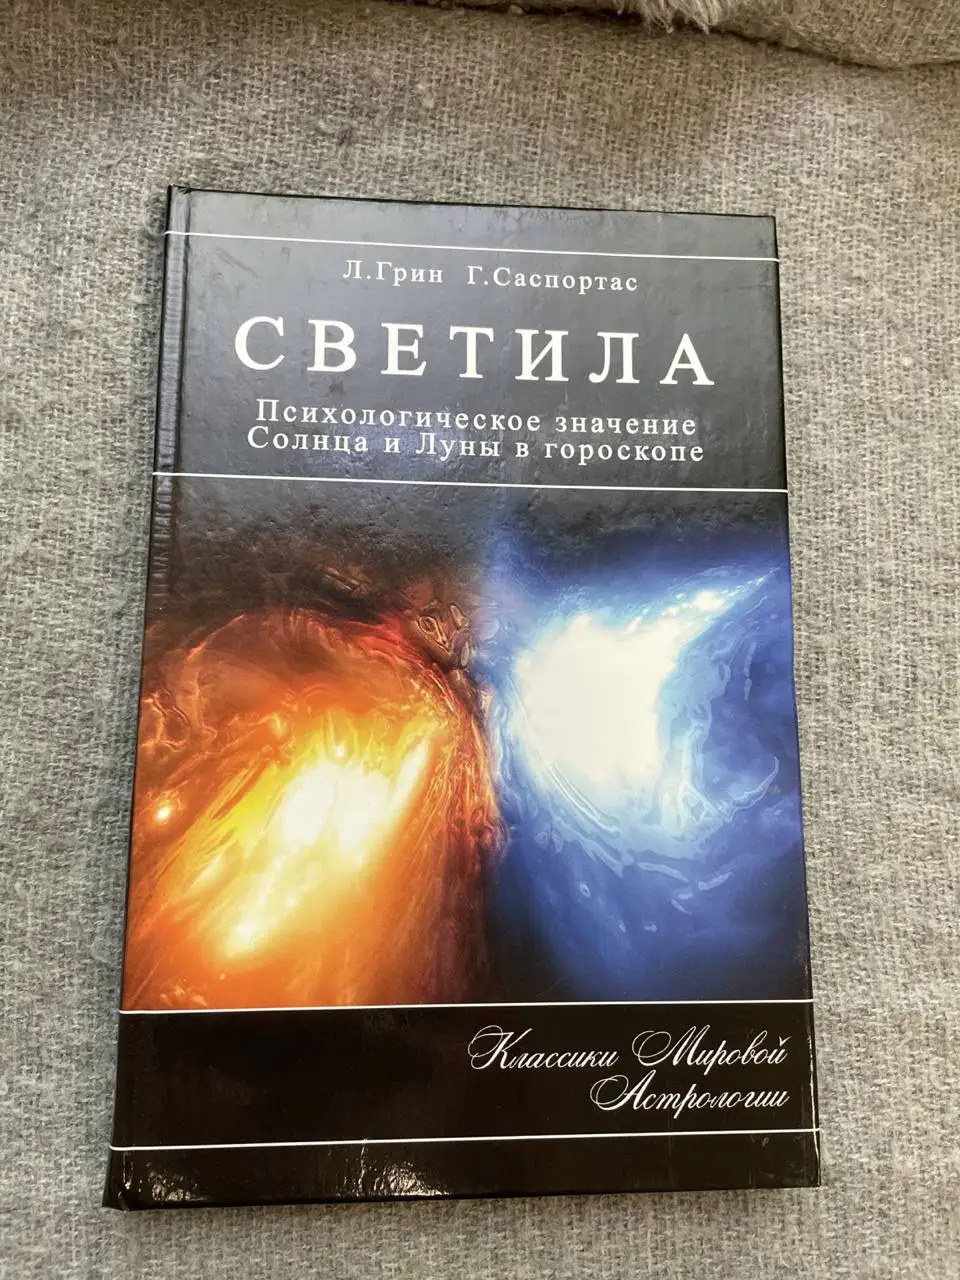 Л.Грин Г.Саспортас
СВЕТИЛА
Психологическое значение
Солнца и Луны в гороскопе
Классики Мировой
Астрологии